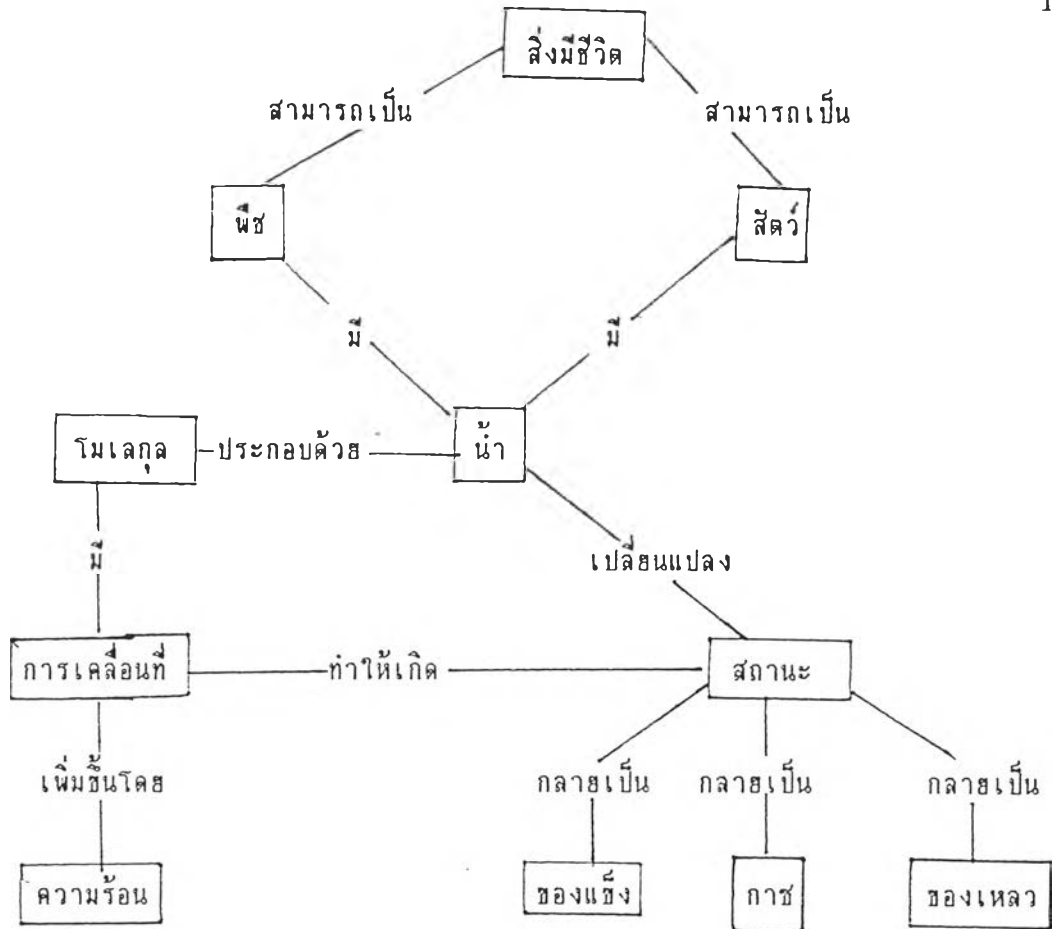 1
สิ่งมีชีวิต
สามารถเป็น สามารถเป็น
พืช สัตว์
มี มี
โมเลกุล ประกอบด้วย น้ำ
มี เปลี่ยนแปลง
การเคลื่อนที่ ทำให้เกิด สถานะ
เพิ่มขึ้นโดย กลายเป็น กลายเป็น กลายเป็น
ความร้อน ของแข็ง กาซ ของเหลว